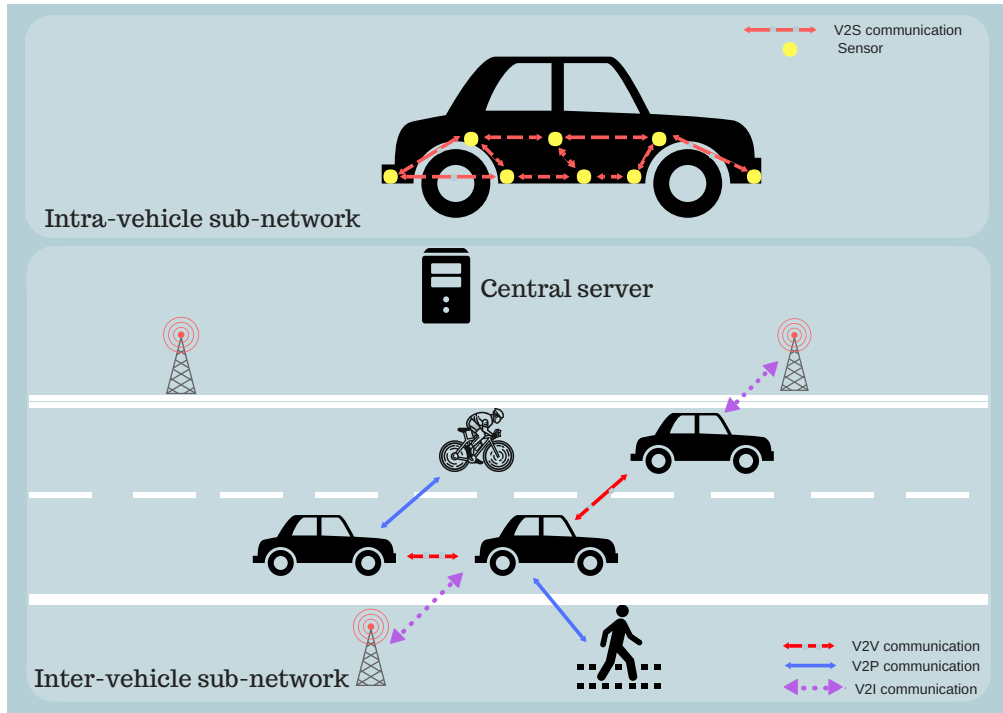 V2S communication
Sensor
Intra-vehicle sub-network
Central server
V2V communication
V2P communication
Inter-vehicle sub-network
V2I communication